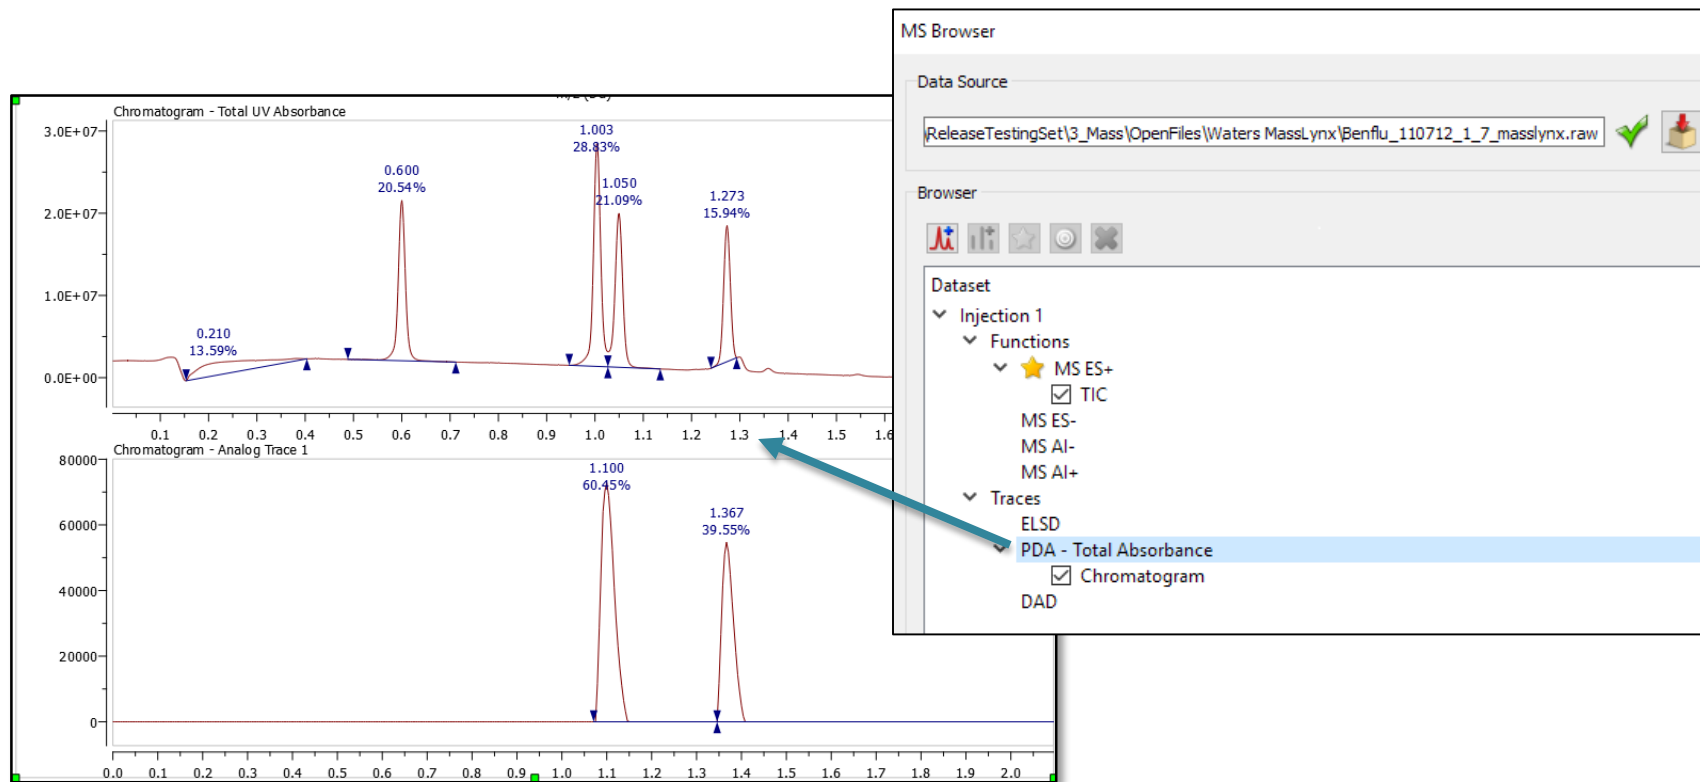 Chromatogram - Total UV Absorbance
3.0E+07
2.0E+07
1.0E+07
0.0E+00
0.210
13.59%
0.600
20.54%
1.003
28.83%
1.050
21.09%
1.273
15.94%
0.1 0.2 0.3 0.4 0.5 0.6 0.7 0.8 0.9 1.0 1.1 1.2 1.3 1.4 1.5 1.6
Chromatogram - Analog Trace 1
80000
60000
40000
20000
0
1.100
60.45%
1.367
39.55%
0.0 0.1 0.2 0.3 0.4 0.5 0.6 0.7 0.8 0.9 1.0 1.1 1.2 1.3 1.4 1.5 1.6 1.7 1.8 1.9 2.0
MS Browser
Data Source
\ReleaseTestingSet\3_Mass\OpenFiles\Waters MassLynx\Benflu_110712_1_7_masslynx.raw
Browser
Dataset
Injection 1
Functions
MS ES+
TIC
MS ES-
MS AI-
MS AI+
Traces
ELSD
PDA - Total Absorbance
Chromatogram
DAD